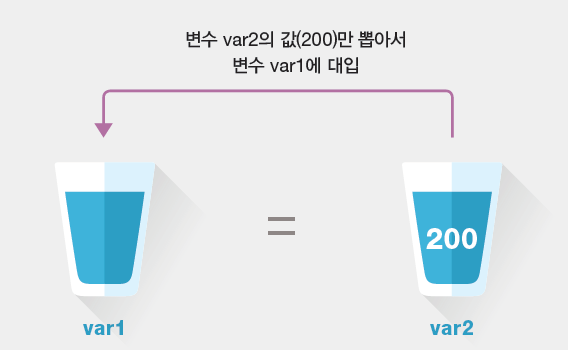 변수 var2의 값(200)만 뽑아서
변수 var1에 대입
=
200
var1
var2